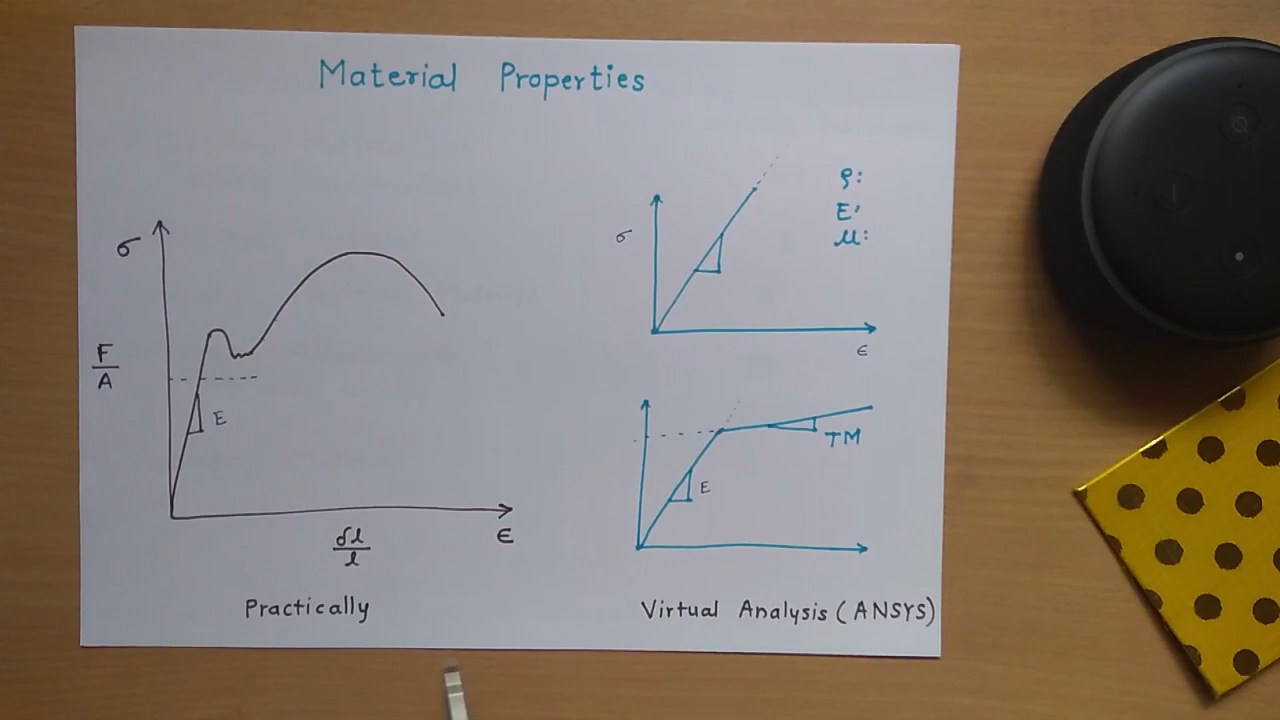 Material Properties
σ
F
A
E
δl
l
ϵ
Practically
σ
ρ:
E:
μ:
ϵ
E
TM
Virtual Analysis (ANSYS)